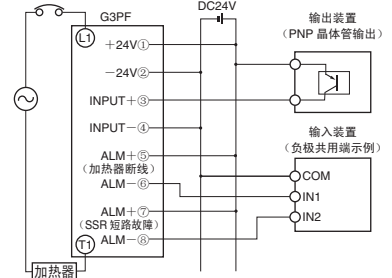 G3PF
DC24V
L1
+24V①
−24V②
INPUT+③
INPUT−④
ALM+⑤
(加热器断线)
ALM−⑥
ALM+⑦
(SSR 短路故障)
T1
ALM−⑧
加热器
输出装置
(PNP 晶体管输出)
输入装置
(负极共用端示例)
COM
IN1
IN2